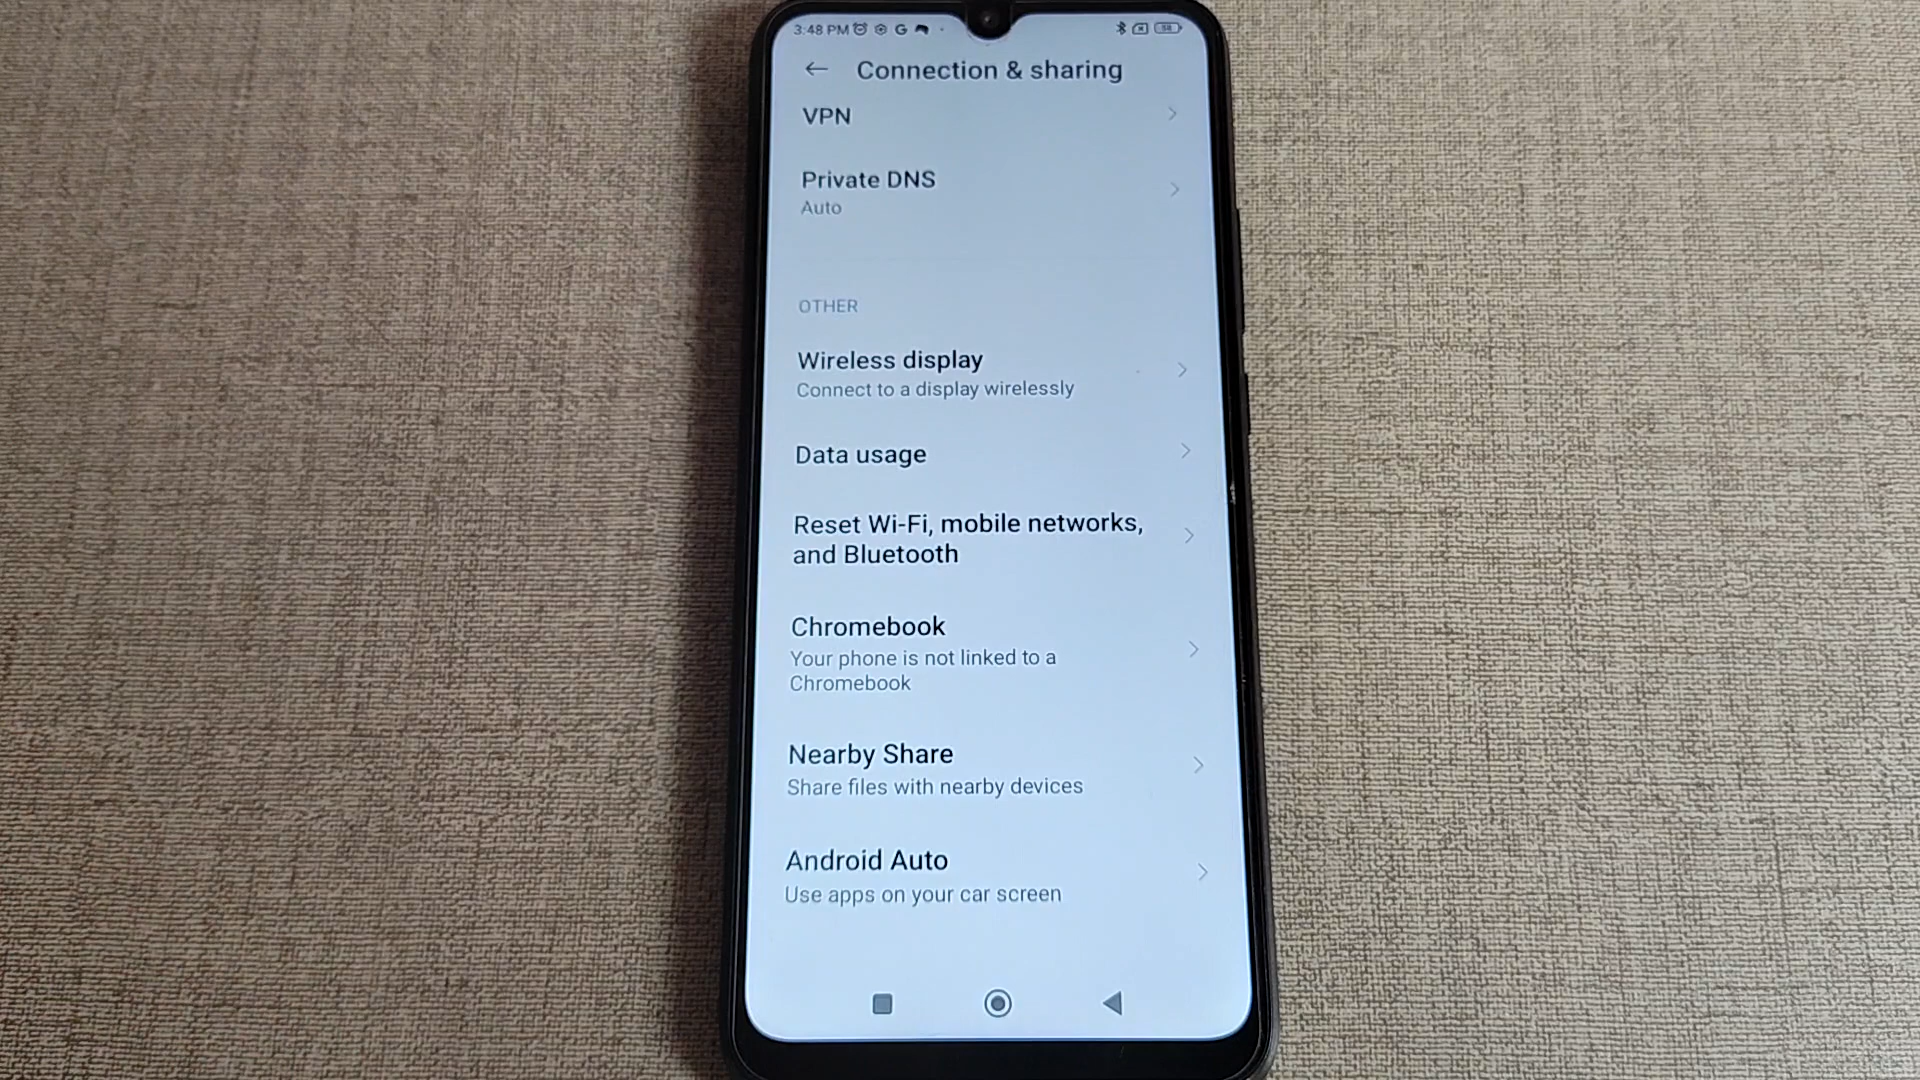 3:48 PM
Connection & sharing
VPN
Private DNS
Auto
OTHER
Wireless display
Connect to a display wirelessly
Data usage
Reset Wi-Fi, mobile networks,
and Bluetooth
Chromebook
Your phone is not linked to a
Chromebook
Nearby Share
Share files with nearby devices
Android Auto
Use apps on your car screen